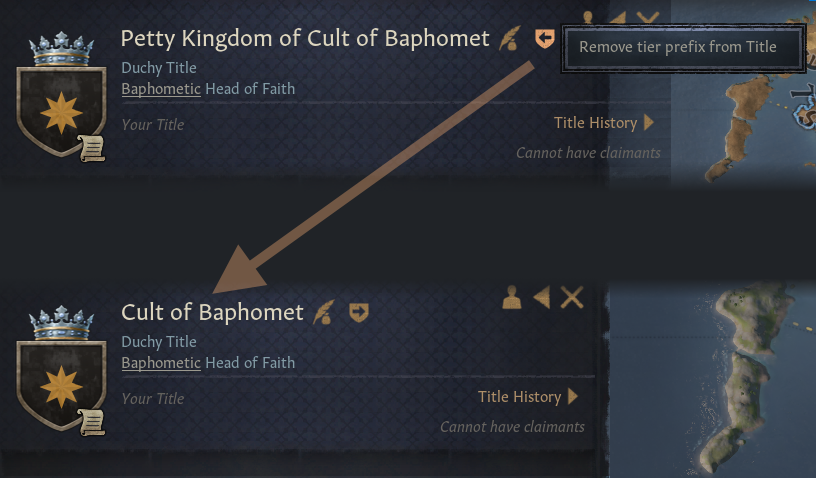 Petty Kingdom of Cult of Baphomet
Remove tier prefix from Title
Duchy Title
Baphometic Head of Faith
Your Title
Title History
Cannot have claimants
Cult of Baphomet
Duchy Title
Baphometic Head of Faith
Your Title
Title History
Cannot have claimants